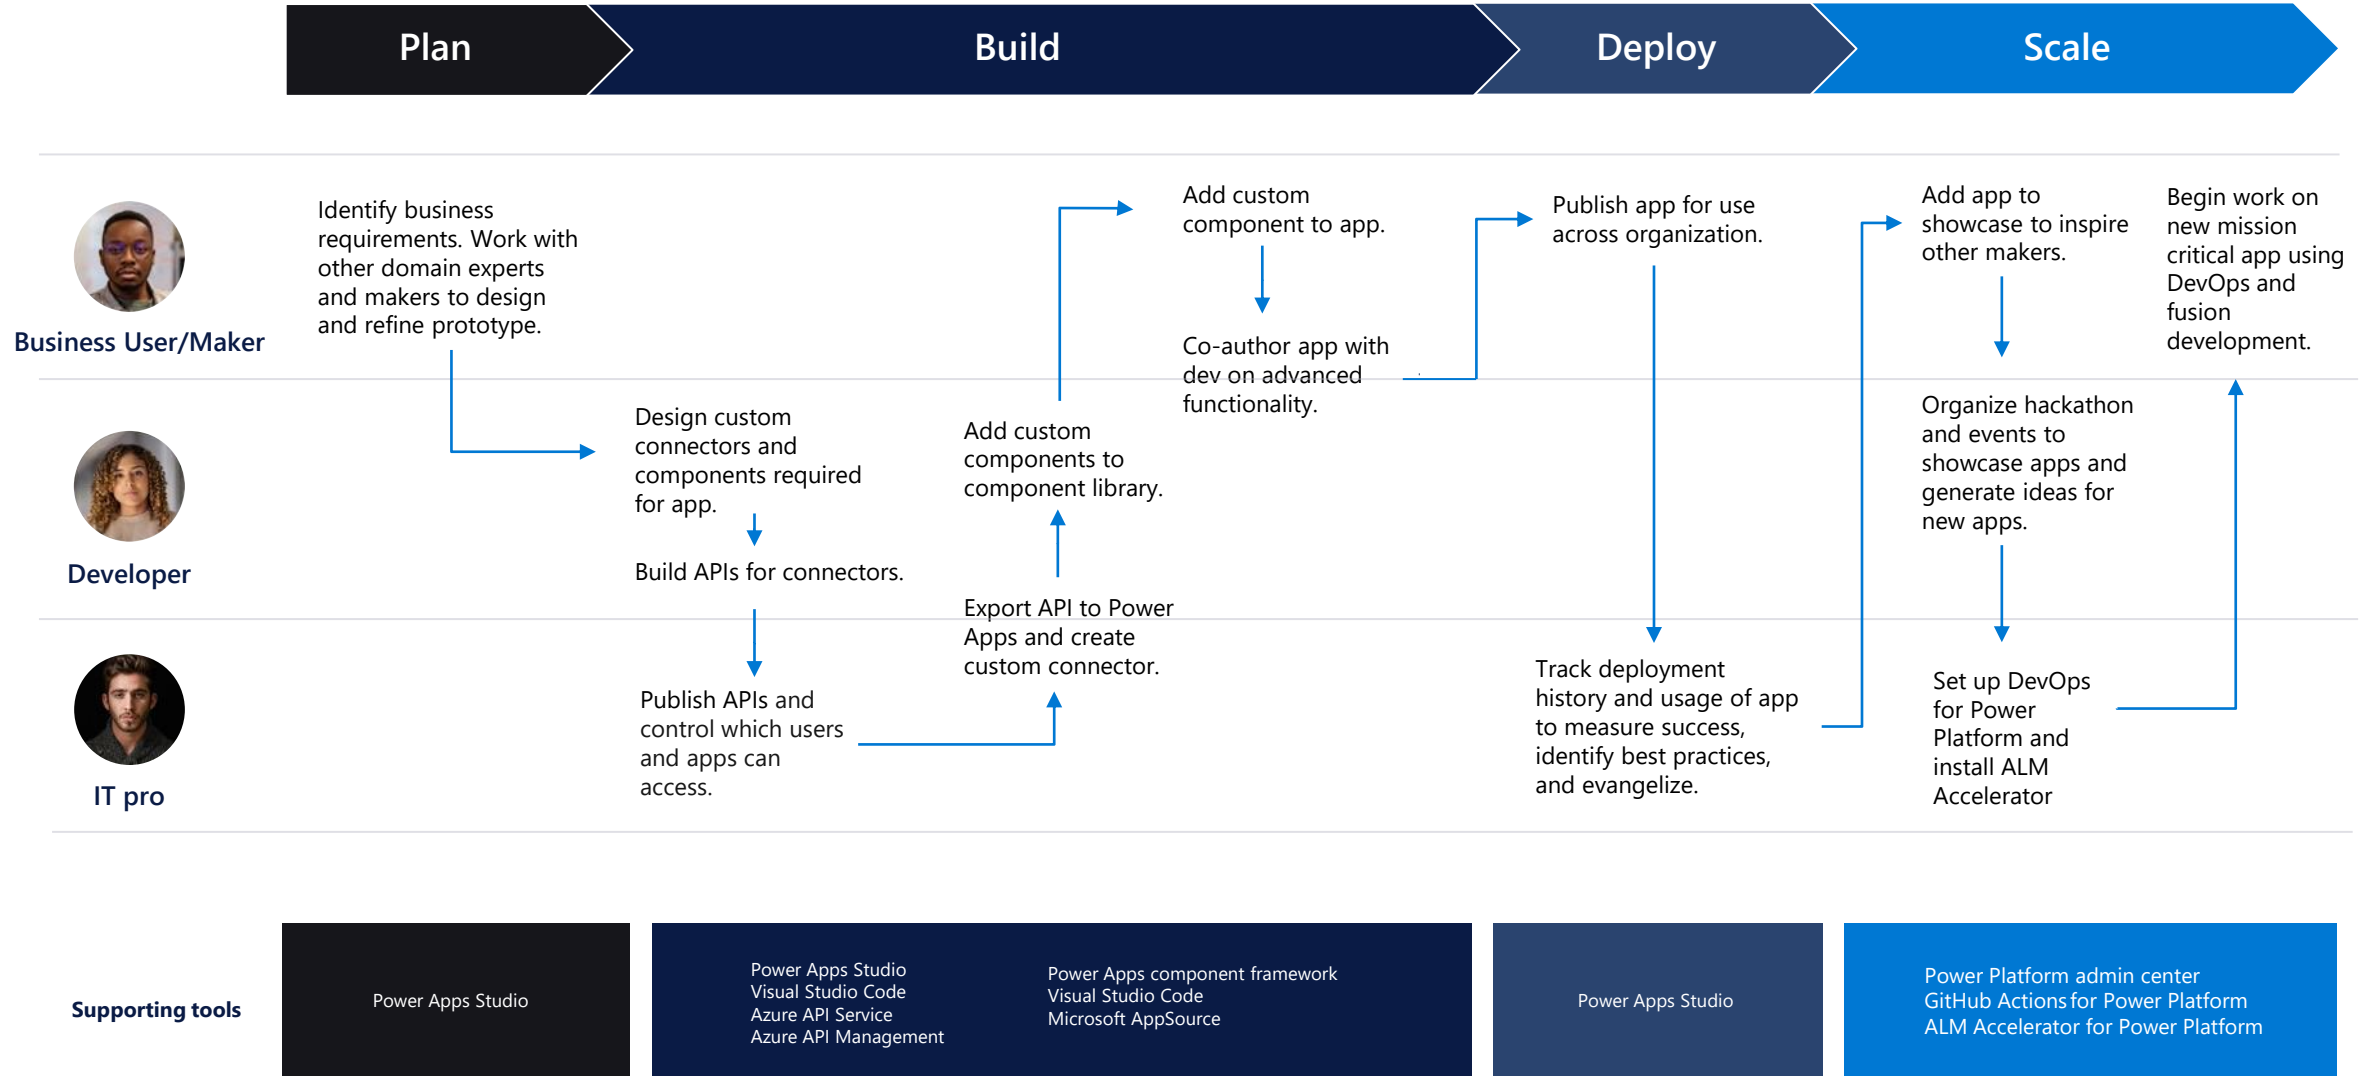 Plan
Build
Deploy
Scale
Business User/Maker
Identify business
requirements. Work with
other domain experts
and makers to design
and refine prototype.
Add custom
component to app.
Co-author app with
dev on advanced
functionality.
Publish app for use
across organization.
Add app to
showcase to inspire
other makers.
Begin work on
new mission
critical app using
DevOps and
fusion
development.
Developer
Design custom
connectors and
components required
for app.
Build APIs for connectors.
Add custom
components to
component library.
Organize hackathon
and events to
showcase apps and
generate ideas for
new apps.
IT pro
Publish APIs and
control which users
and apps can
access.
Export API to Power
Apps and create
custom connector.
Track deployment
history and usage of app
to measure success,
identify best practices,
and evangelize.
Set up DevOps
for Power
Platform and
install ALM
Accelerator
Supporting tools
Power Apps Studio
Power Apps Studio
Visual Studio Code
Azure API Service
Azure API Management
Power Apps component framework
Visual Studio Code
Microsoft AppSource
Power Apps Studio
Power Platform admin center
GitHub Actions for Power Platform
ALM Accelerator for Power Platform